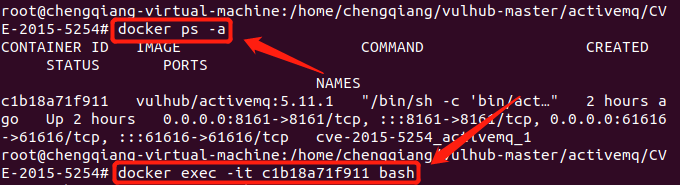 root@chengqiang-virtual-machine:/home/chengqiang/vulhub-master/activemq/CV
E-2015-5254# docker ps -a
CONTAINER ID   IMAGE                    COMMAND                  CREATED
      STATUS         PORTS
                                        NAMES
c1b18a71f911   vulhub/activemq:5.11.1   "/bin/sh -c 'bin/act…"   2 hours a
go   Up 2 hours   0.0.0.0:8161->8161/tcp, :::8161->8161/tcp, 0.0.0.0:61616
->61616/tcp, :::61616->61616/tcp   cve-2015-5254_activemq_1
root@chengqiang-virtual-machine:/home/chengqiang/vulhub-master/activemq/CV
E-2015-5254# docker exec -it c1b18a71f911 bash